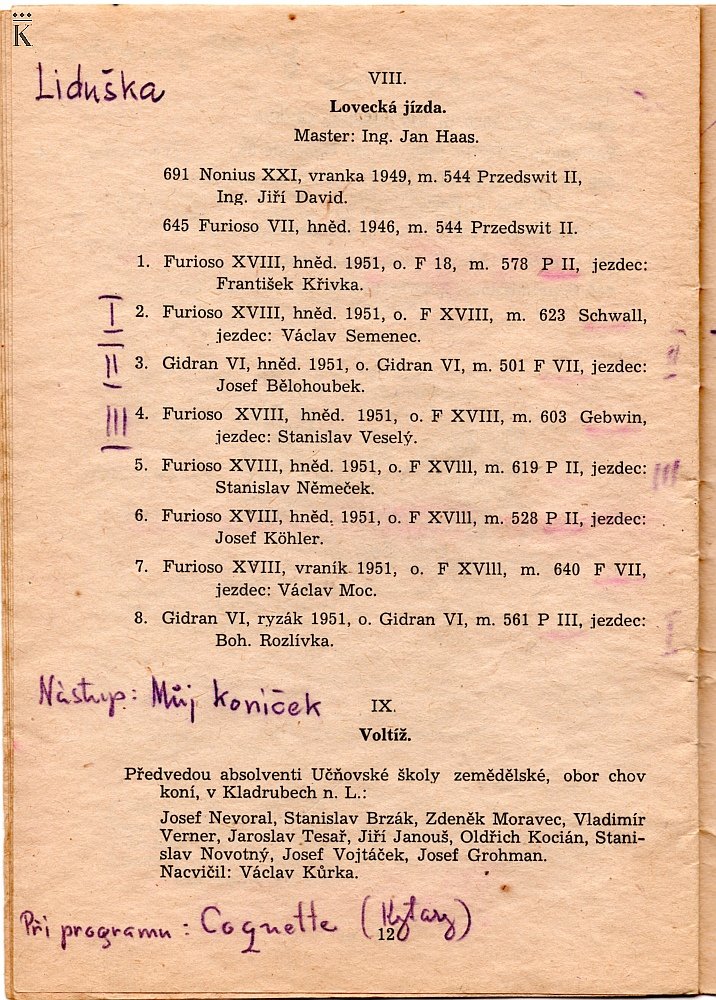 K
Liduška
VIII.
Lovecká jízda.
Master: Ing. Jan Haas.
691 Nonius XXI, vranka 1949, m. 544 Przedswit II,
Ing. Jiří David.
645 Furioso VII, hněd. 1946, m. 544 Przedswit II.
1. Furioso XVIII, hněd. 1951, o. F 18, m. 578 P II, jezdec:
František Křivka.
I 2. Furioso XVIII, hněd. 1951, o. F XVIII, m. 623 Schwall,
jezdec: Václav Semenec.
II 3. Gidran VI, hněd. 1951, o. Gidran VI, m. 501 F VII, jezdec:
Josef Bělohoubek.
III 4. Furioso XVIII, hněd. 1951, o. F XVIII, m. 603 Gebwin,
jezdec: Stanislav Veselý.
5. Furioso XVIII, hněd. 1951, o. F XVlll, m. 619 P II, jezdec:
Stanislav Němeček.
6. Furioso XVIII, hněd. 1951, o. F XVlll, m. 528 P II, jezdec:
Josef Köhler.
7. Furioso XVIII, vraník 1951, o. F XVlll, m. 640 F VII,
jezdec: Václav Moc.
8. Gidran VI, ryzák 1951, o. Gidran VI, m. 561 P III, jezdec:
Boh. Rozlívka.
Nástup: Můj koníček
IX.
Voltíž.
Předvedou absolventi Učňovské školy zemědělské, obor chov
koní, v Kladrubech n. L.:
Josef Nevoral, Stanislav Brzák, Zdeněk Moravec, Vladimír
Verner, Jaroslav Tesař, Jiří Janouš, Oldřich Kocián, Stani-
slav Novotný, Josef Vojtáček, Josef Grohman.
Nacvičil: Václav Kůrka.
Při programu: Coquette (Kytary)
12